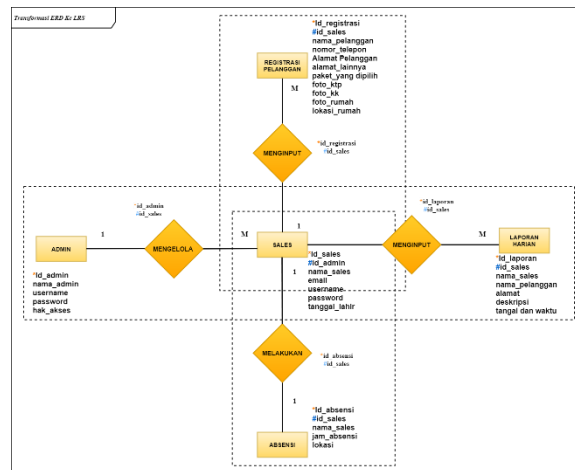 Transformasi ERD Ke LRS
*Id_registrasi
#id_sales
nama_pelanggan
nomor_telepon
Alamat Pelanggan
alamat_lainnya
paket_yang dipilih
foto_ktp
foto_kk
foto_rumah
lokasi_rumah
REGISTRASI
PELANGGAN
M
MENGINPUT
*id_registrasi
#id_sales
1
*id_admin
#id_sales
1
M
ADMIN
MENGELOLA
SALES
*id_laporan
#id_sales
M
MENGINPUT
LAPORAN
HARIAN
*Id_admin
nama_admin
username
password
hak_akses
*Id_sales
#id_admin
nama_sales
email
username
password
tanggal_lahir
1
*Id_laporan
#id_sales
nama_sales
nama_pelanggan
alamat
deskripsi
tangal dan waktu
MELAKUKAN
*id_absensi
#id_sales
1
ABSENSI
*Id_absensi
#id_sales
nama_sales
jam_absensi
lokasi